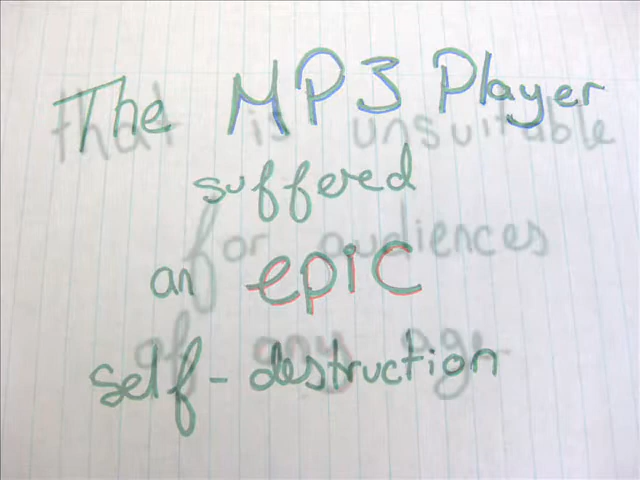 The MP3 Player
that is unsuitable
suffered
for audiences
an epic
of any age
self-destruction